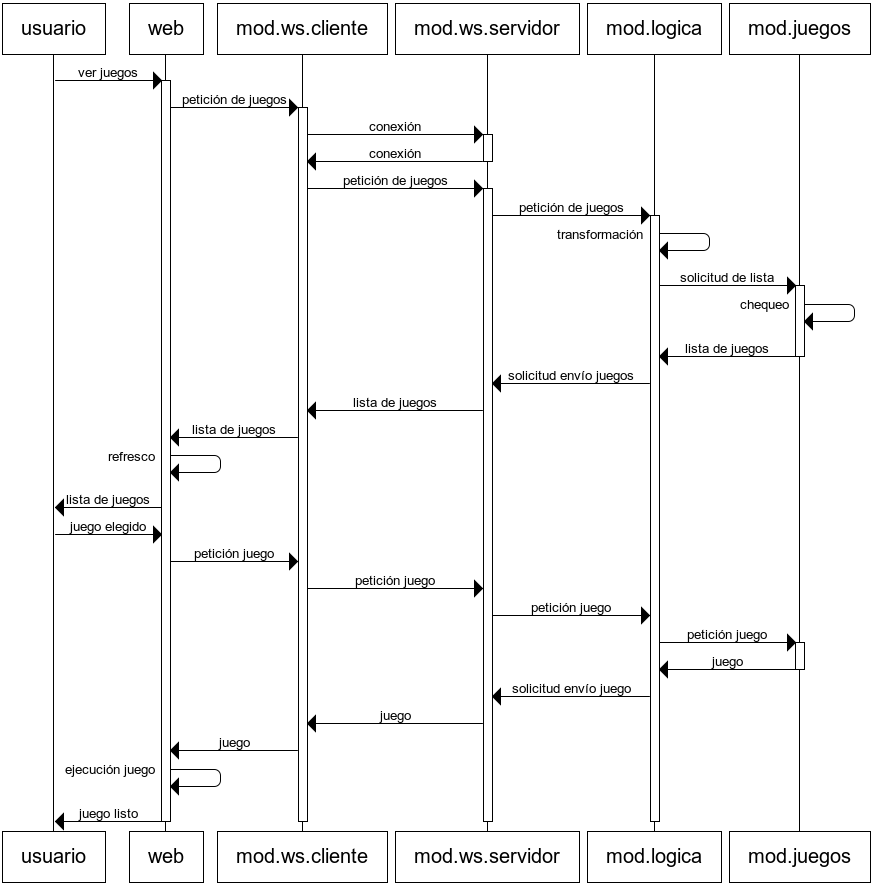 usuario
web
mod.ws.cliente
mod.ws.servidor
mod.logica
mod.juegos
ver juegos
petición de juegos
conexión
conexión
petición de juegos
petición de juegos
transformación
solicitud de lista
chequeo
lista de juegos
solicitud envío juegos
lista de juegos
lista de juegos
refresco
lista de juegos
juego elegido
petición juego
petición juego
petición juego
petición juego
juego
solicitud envío juego
juego
juego
ejecución juego
juego listo
usuario
web
mod.ws.cliente
mod.ws.servidor
mod.logica
mod.juegos